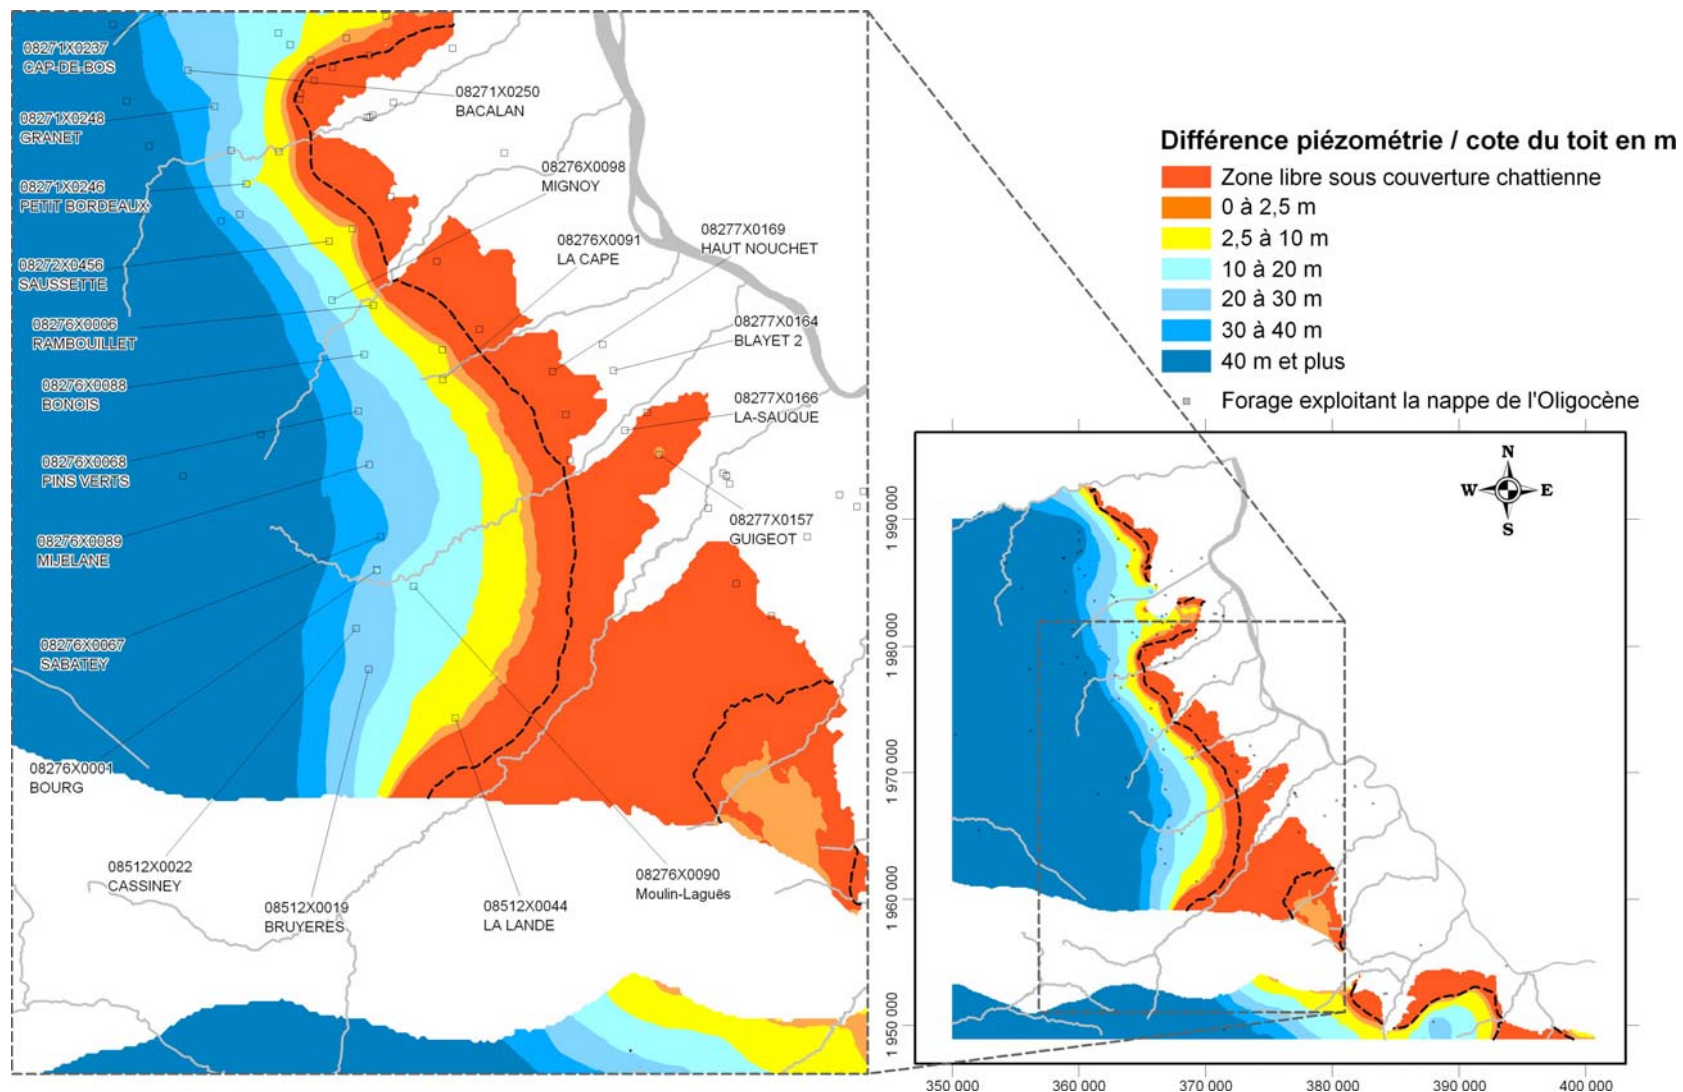 08271X0237
CAP-DE-BOS
08271X0250
BACALAN
08271X0248
GRANET
08276X0098
MIGNOY
08271X0246
PETIT BORDEAUX
08277X0169
HAUT NOUCHET
08276X0091
LA CAPE
08272X0456
SAUSSETTE
08276X0006
RAMBOUILLET
08277X0164
BLAYET 2
08276X0088
BONOIS
08277X0166
LA-SAUQUE
08276X0068
PINS VERTS
08277X0157
GUIGEOT
08276X0089
MIJELANE
08276X0067
SABATEY
08276X0001
BOURG
08512X0022
CASSINEY
08276X0090
Moulin-Laguës
08512X0019
BRUYERES
08512X0044
LA LANDE
Différence piézométrie / cote du toit en m
Zone libre sous couverture chattienne
0 à 2,5 m
2,5 à 10 m
10 à 20 m
20 à 30 m
30 à 40 m
40 m et plus
Forage exploitant la nappe de l'Oligocène
N
W
E
S
1 990 000
1 980 000
1 970 000
1 960 000
1 950 000
350 000
360 000
370 000
380 000
390 000
400 000